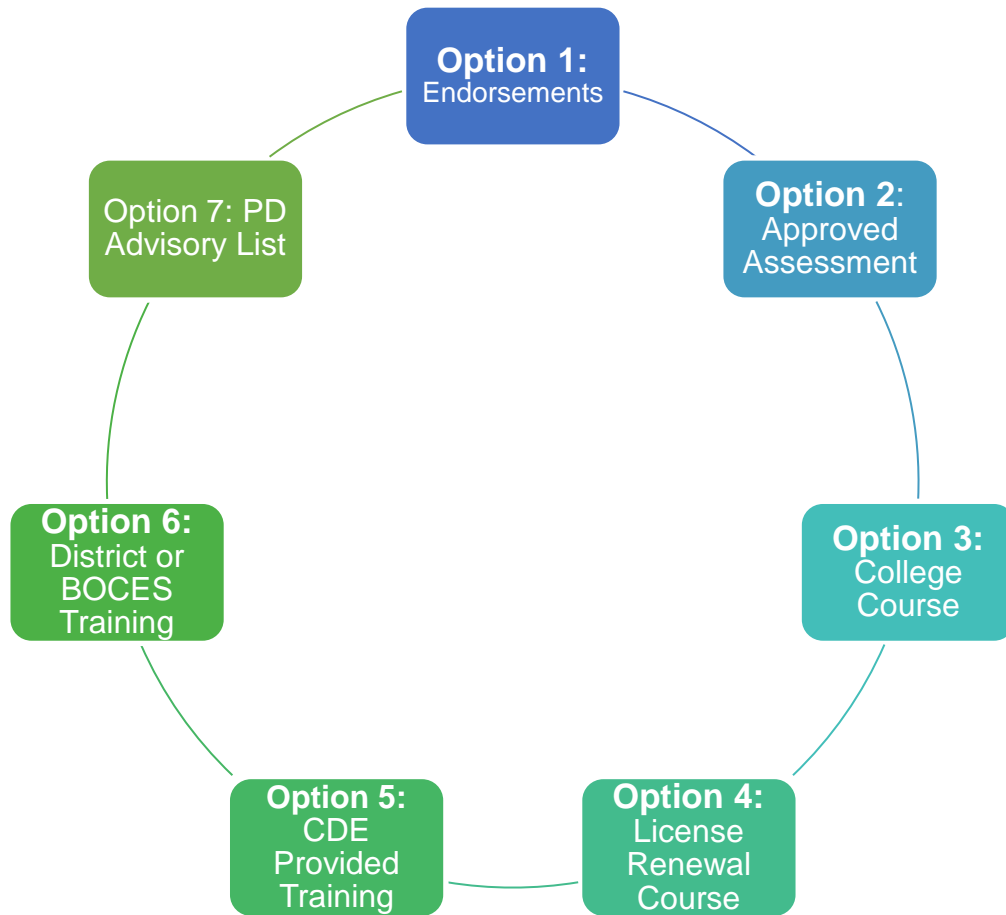 Option 1:
Endorsements
Option 2:
Approved
Assessment
Option 3:
College
Course
Option 4:
License
Renewal
Course
Option 5:
CDE
Provided
Training
Option 6:
District or
BOCES
Training
Option 7: PD
Advisory List